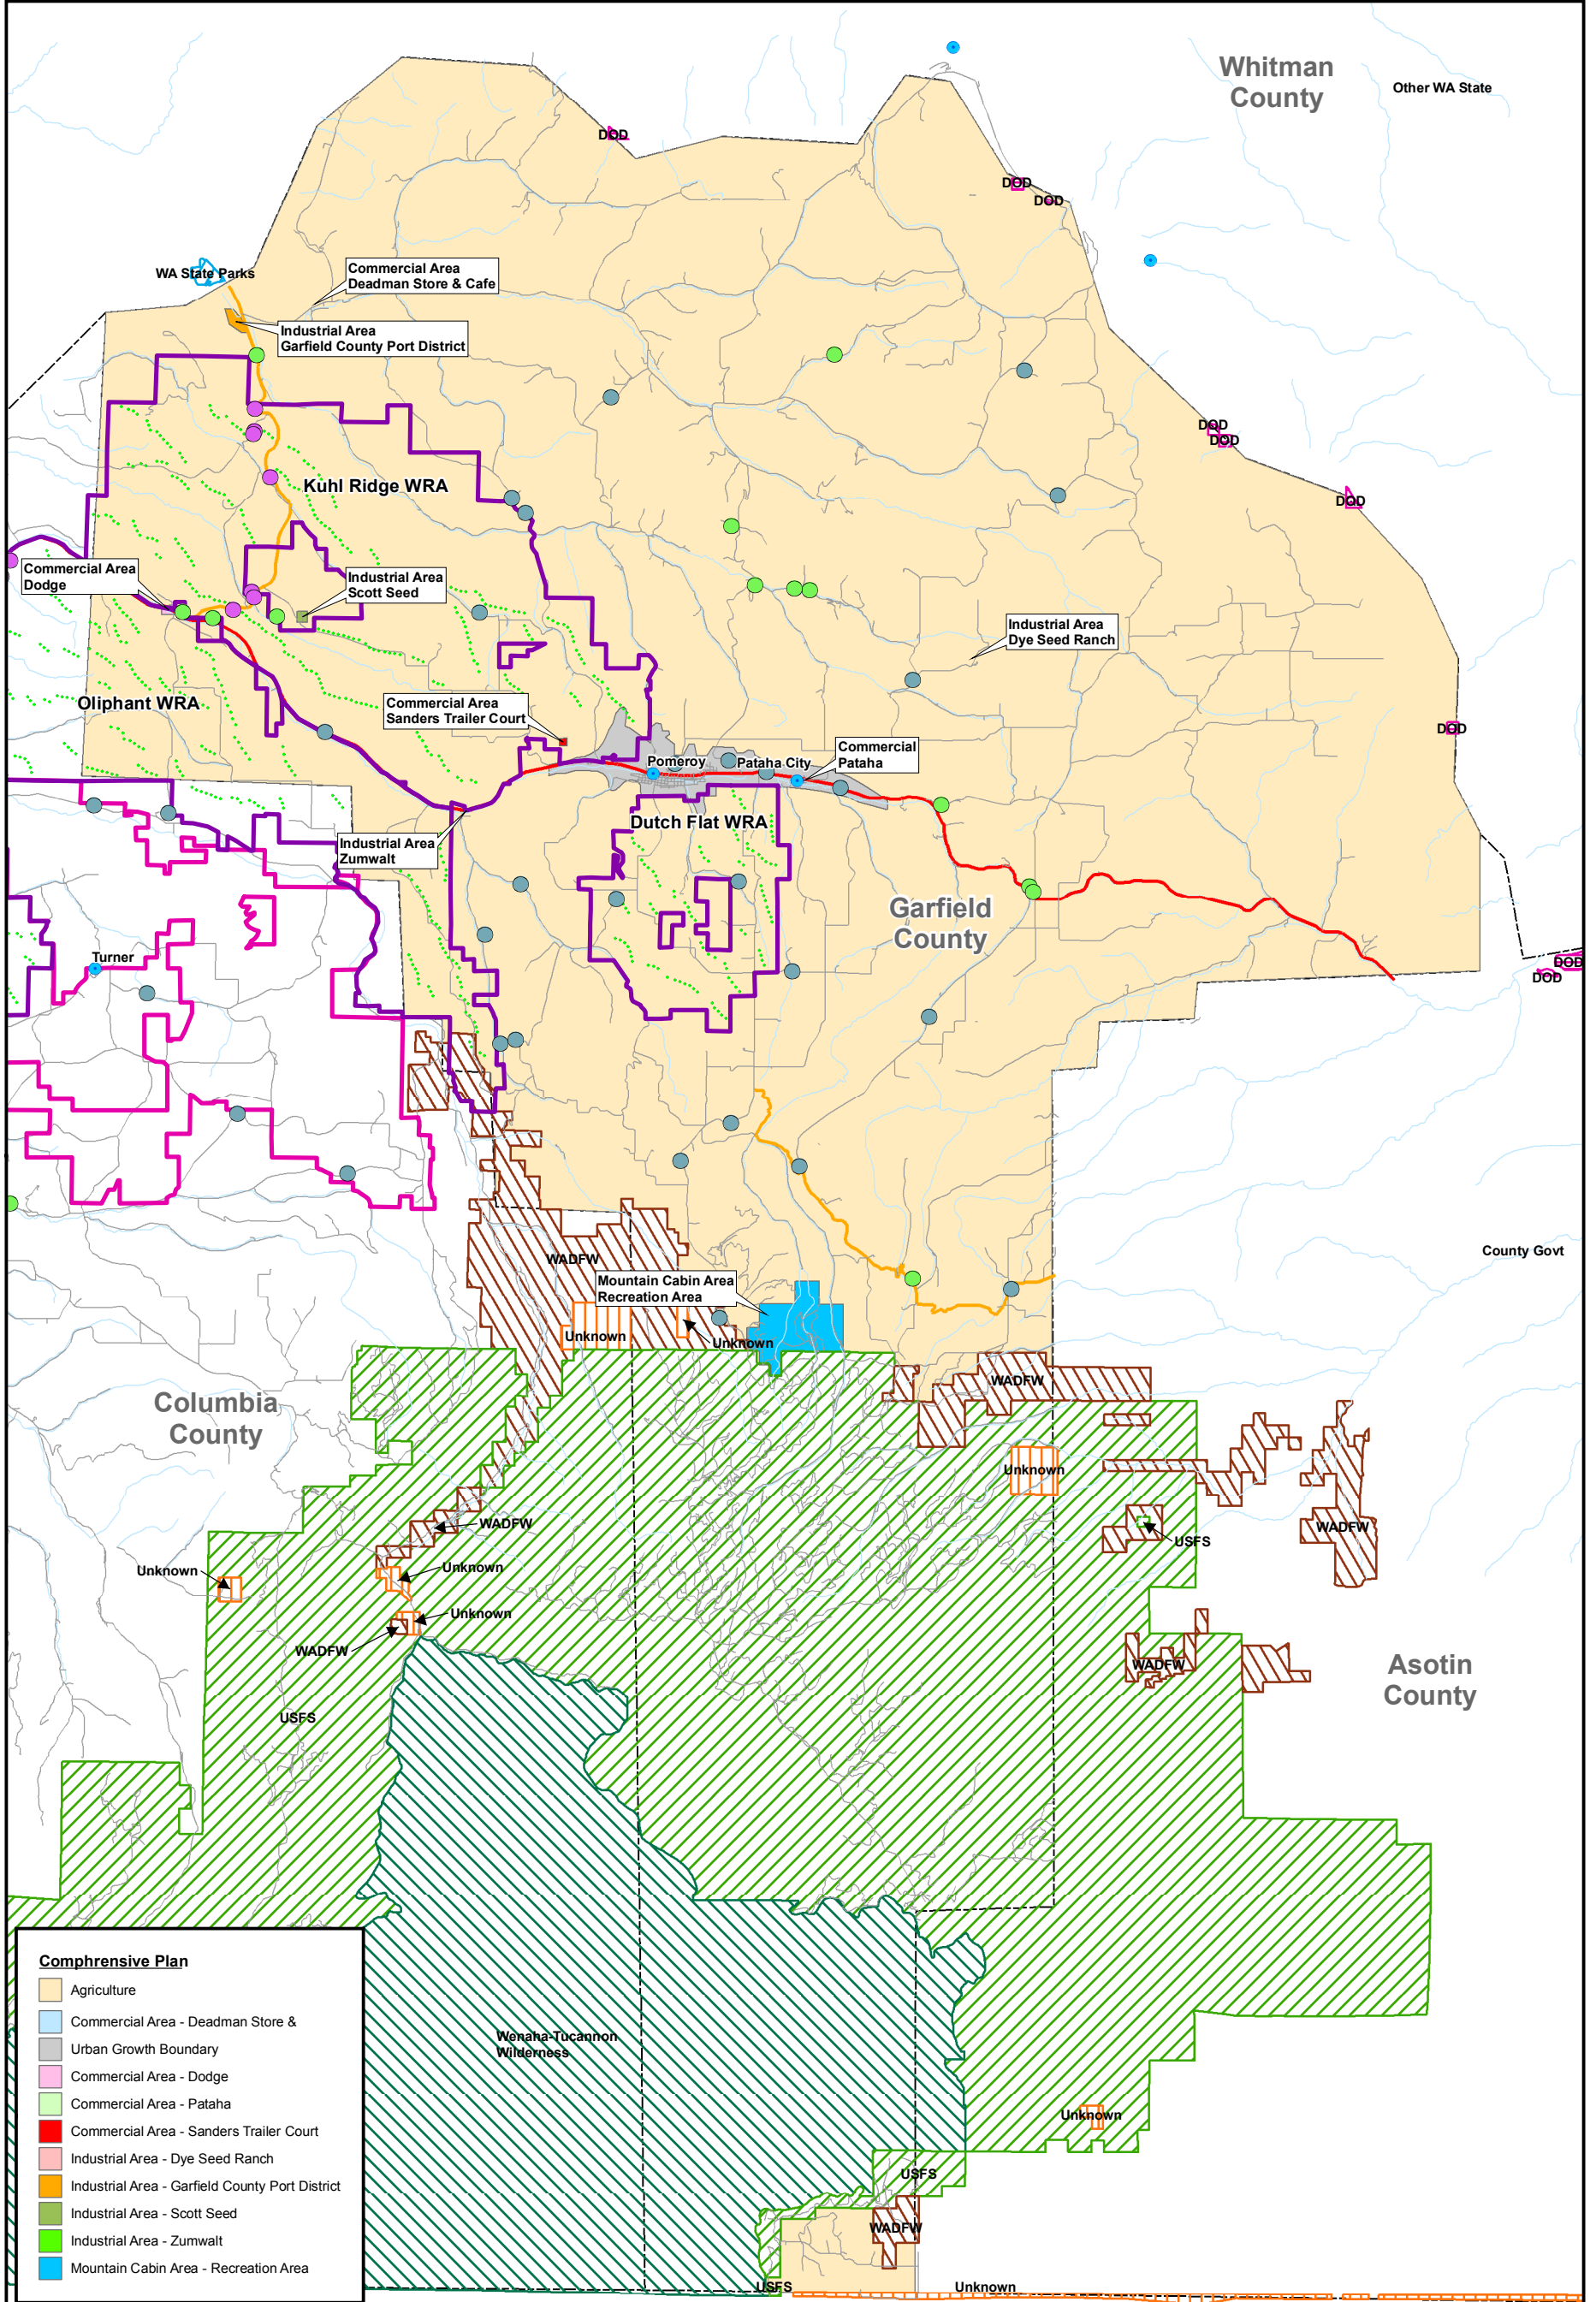 Whitman
County
Other WA State
DOD
DOD
DOD
WA State Parks
Commercial Area
Deadman Store & Cafe
Industrial Area
Garfield County Port District
DOD
DOD
Kuhl Ridge WRA
DOD
Commercial Area
Dodge
Industrial Area
Scott Seed
Industrial Area
Dye Seed Ranch
Oliphant WRA
Commercial Area
Sanders Trailer Court
DOD
Commercial
Pataha
Pomeroy
Pataha City
Dutch Flat WRA
Industrial Area
Zumwalt
Garfield
County
Turner
DOD
DOD
County Govt
WADFW
Mountain Cabin Area
Recreation Area
Unknown
Unknown
WADFW
Columbia
County
Unknown
WADFW
WADFW
USFS
Unknown
Unknown
Unknown
WADFW
WADFW
Asotin
County
USFS
Wenaha-Tucannon
Wilderness
Unknown
USFS
WADFW
USFS
Unknown
Comphrensive Plan
Agriculture
Commercial Area - Deadman Store &
Urban Growth Boundary
Commercial Area - Dodge
Commercial Area - Pataha
Commercial Area - Sanders Trailer Court
Industrial Area - Dye Seed Ranch
Industrial Area - Garfield County Port District
Industrial Area - Scott Seed
Industrial Area - Zumwalt
Mountain Cabin Area - Recreation Area